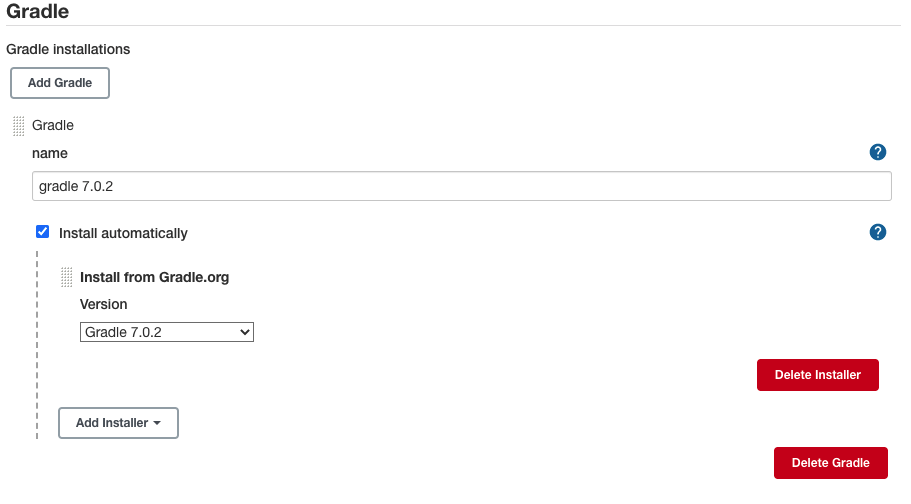 Gradle
Gradle installations
Add Gradle
Gradle
name
?
gradle 7.0.2
Install automatically
?
Install from Gradle.org
Version
Gradle 7.0.2
Delete Installer
Add Installer
Delete Gradle